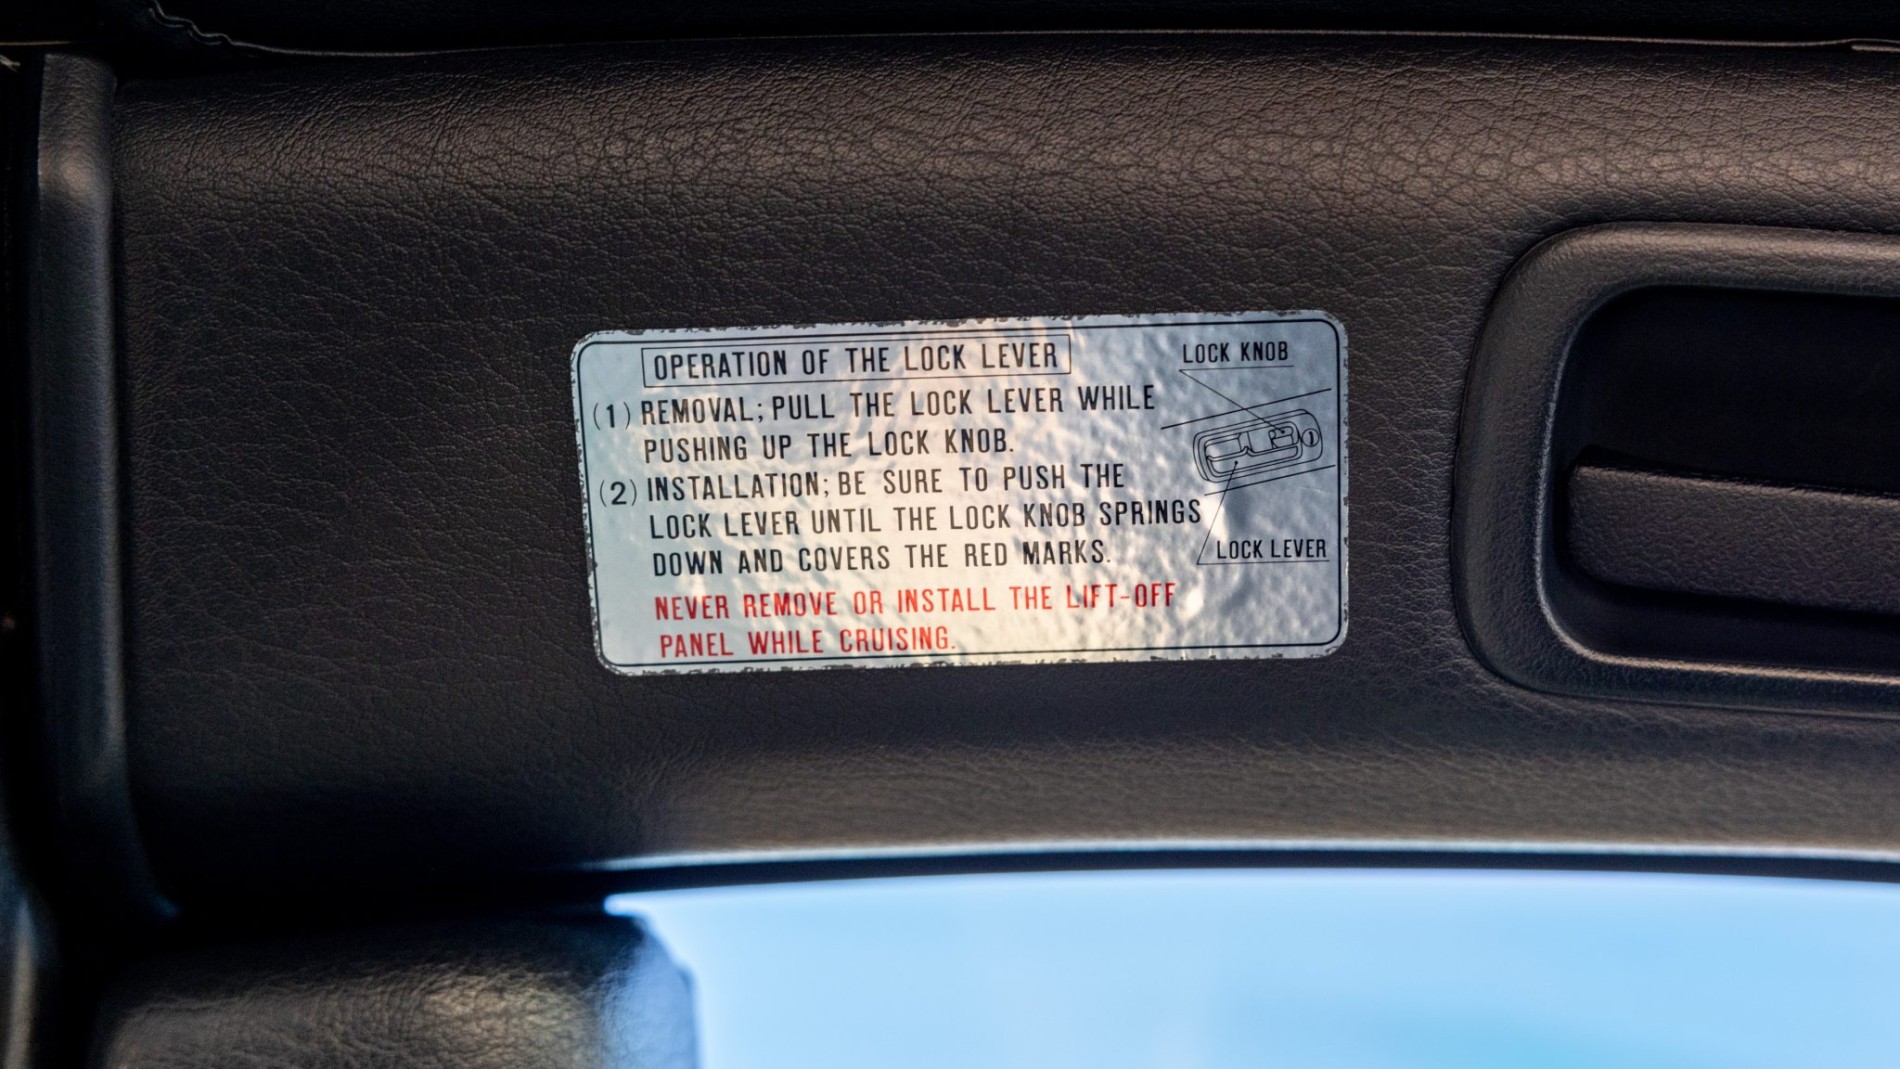 OPERATION OF THE LOCK LEVER
(1) REMOVAL; PULL THE LOCK LEVER WHILE
PUSHING UP THE LOCK KNOB.
(2) INSTALLATION; BE SURE TO PUSH THE
LOCK LEVER UNTIL THE LOCK KNOB SPRINGS
DOWN AND COVERS THE RED MARKS.
NEVER REMOVE OR INSTALL THE LIFT-OFF
PANEL WHILE CRUISING.
LOCK KNOB
LOCK LEVER